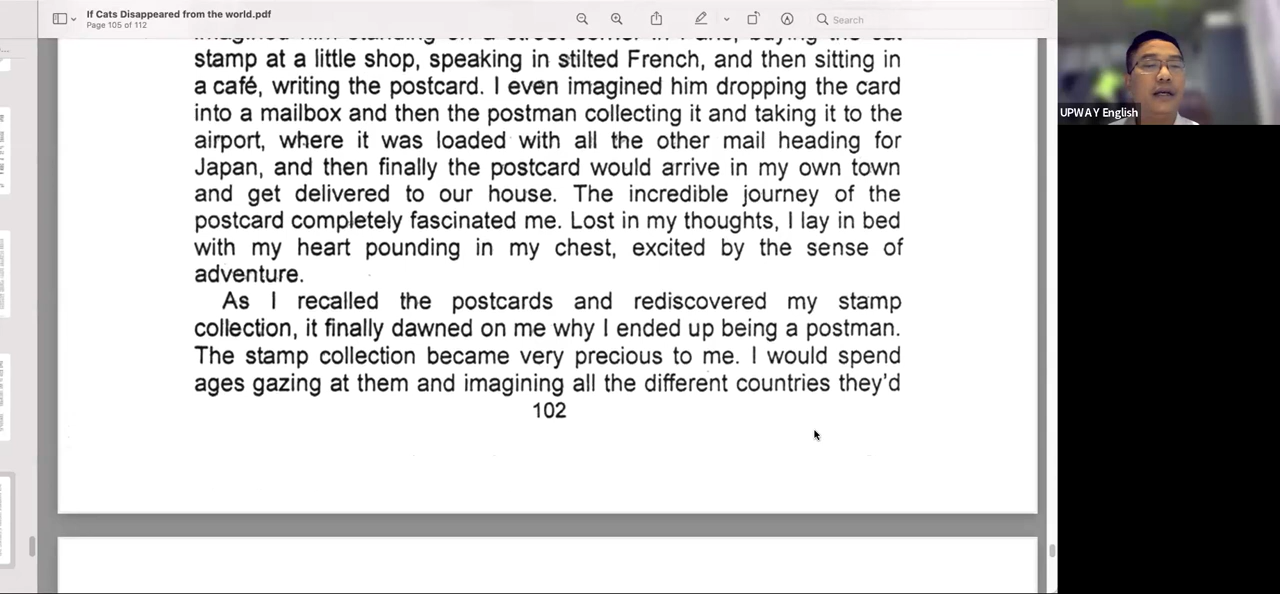 If Cats Disappeared from the world.pdf
Page 105 of 112
Search
UPWAY English
stamp at a little shop, speaking in stilted French, and then sitting in
a café, writing the postcard. I even imagined him dropping the card
into a mailbox and then the postman collecting it and taking it to the
airport, where it was loaded with all the other mail heading for
Japan, and then finally the postcard would arrive in my own town
and get delivered to our house. The incredible journey of the
postcard completely fascinated me. Lost in my thoughts, I lay in bed
with my heart pounding in my chest, excited by the sense of
adventure.
As I recalled the postcards and rediscovered my stamp
collection, it finally dawned on me why I ended up being a postman.
The stamp collection became very precious to me. I would spend
ages gazing at them and imagining all the different countries they'd
102